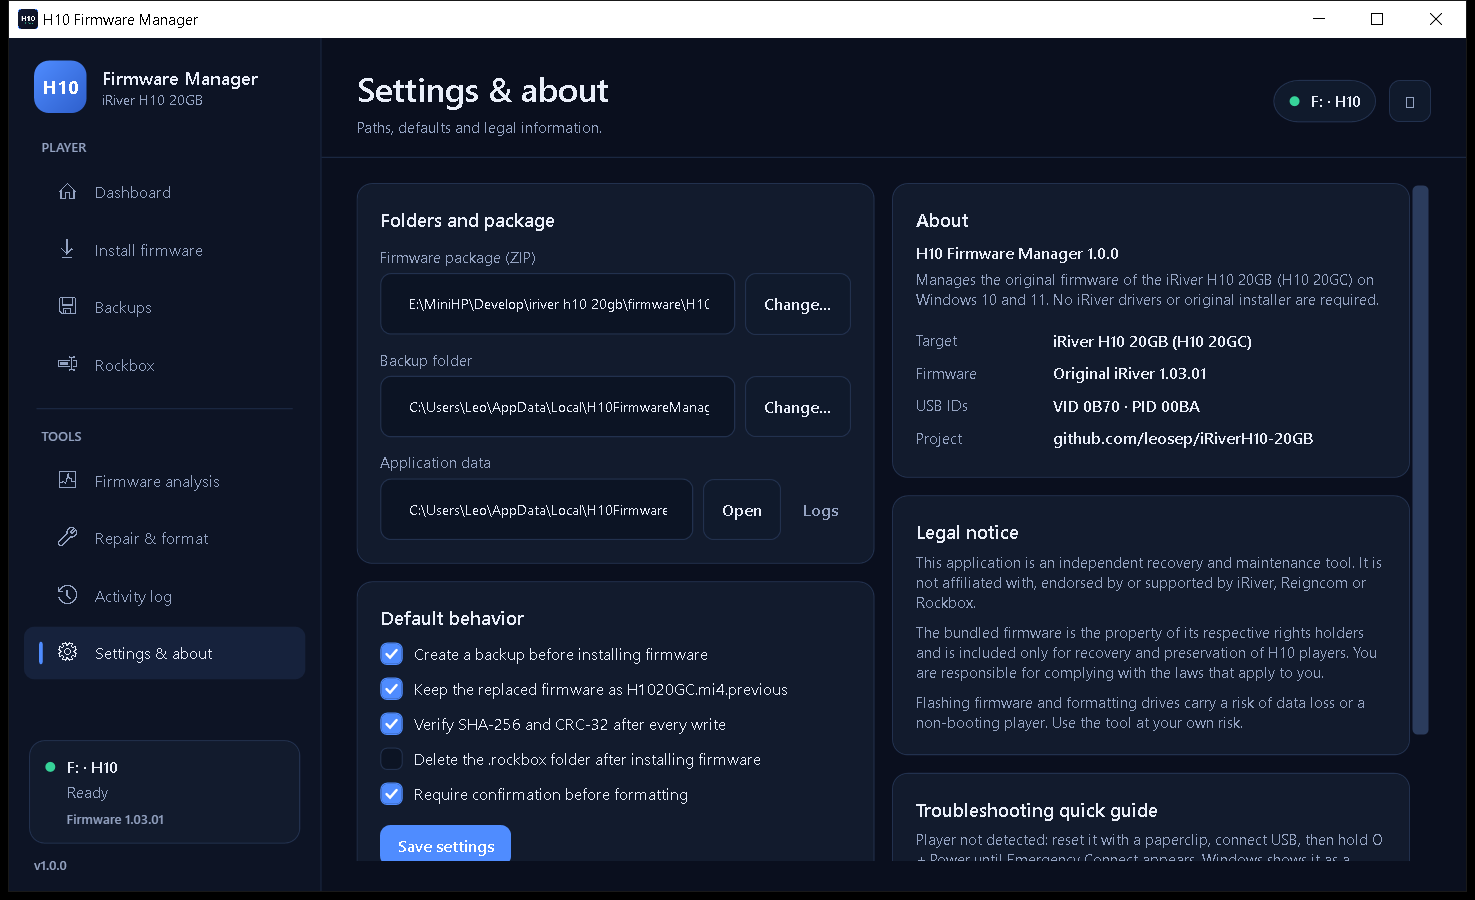 H10 H10 Firmware Manager
H10
Firmware Manager
iRiver H10 20GB
PLAYER
Dashboard
Install firmware
Backups
Rockbox
TOOLS
Firmware analysis
Repair & format
Activity log
Settings & about
F: · H10
Ready
Firmware 1.03.01
v1.0.0
Settings & about
Paths, defaults and legal information.
F: · H10
Folders and package
Firmware package (ZIP)
E:\MiniHP\Develop\iriver h10 20gb\firmware\H1
Change...
Backup folder
C:\Users\Leo\AppData\Local\H10FirmwareManag
Change...
Application data
C:\Users\Leo\AppData\Local\H10Firmware
Open
Logs
Default behavior
Create a backup before installing firmware
Keep the replaced firmware as H1020GC.mi4.previous
Verify SHA-256 and CRC-32 after every write
Delete the .rockbox folder after installing firmware
Require confirmation before formatting
Save settings
About
H10 Firmware Manager 1.0.0
Manages the original firmware of the iRiver H10 20GB (H10 20GC) on
Windows 10 and 11. No iRiver drivers or original installer are required.
Target iRiver H10 20GB (H10 20GC)
Firmware Original iRiver 1.03.01
USB IDs VID 0B70 · PID 00BA
Project github.com/leosep/iRiverH10-20GB
Legal notice
This application is an independent recovery and maintenance tool. It is
not affiliated with, endorsed by or supported by iRiver, Reigncom or
Rockbox.
The bundled firmware is the property of its respective rights holders
and is included only for recovery and preservation of H10 players. You
are responsible for complying with the laws that apply to you.
Flashing firmware and formatting drives carry a risk of data loss or a
non-booting player. Use the tool at your own risk.
Troubleshooting quick guide
Player not detected: reset it with a paperclip, connect USB, then hold O
+ Power until Emergency Connect appears. Windows shows it as a